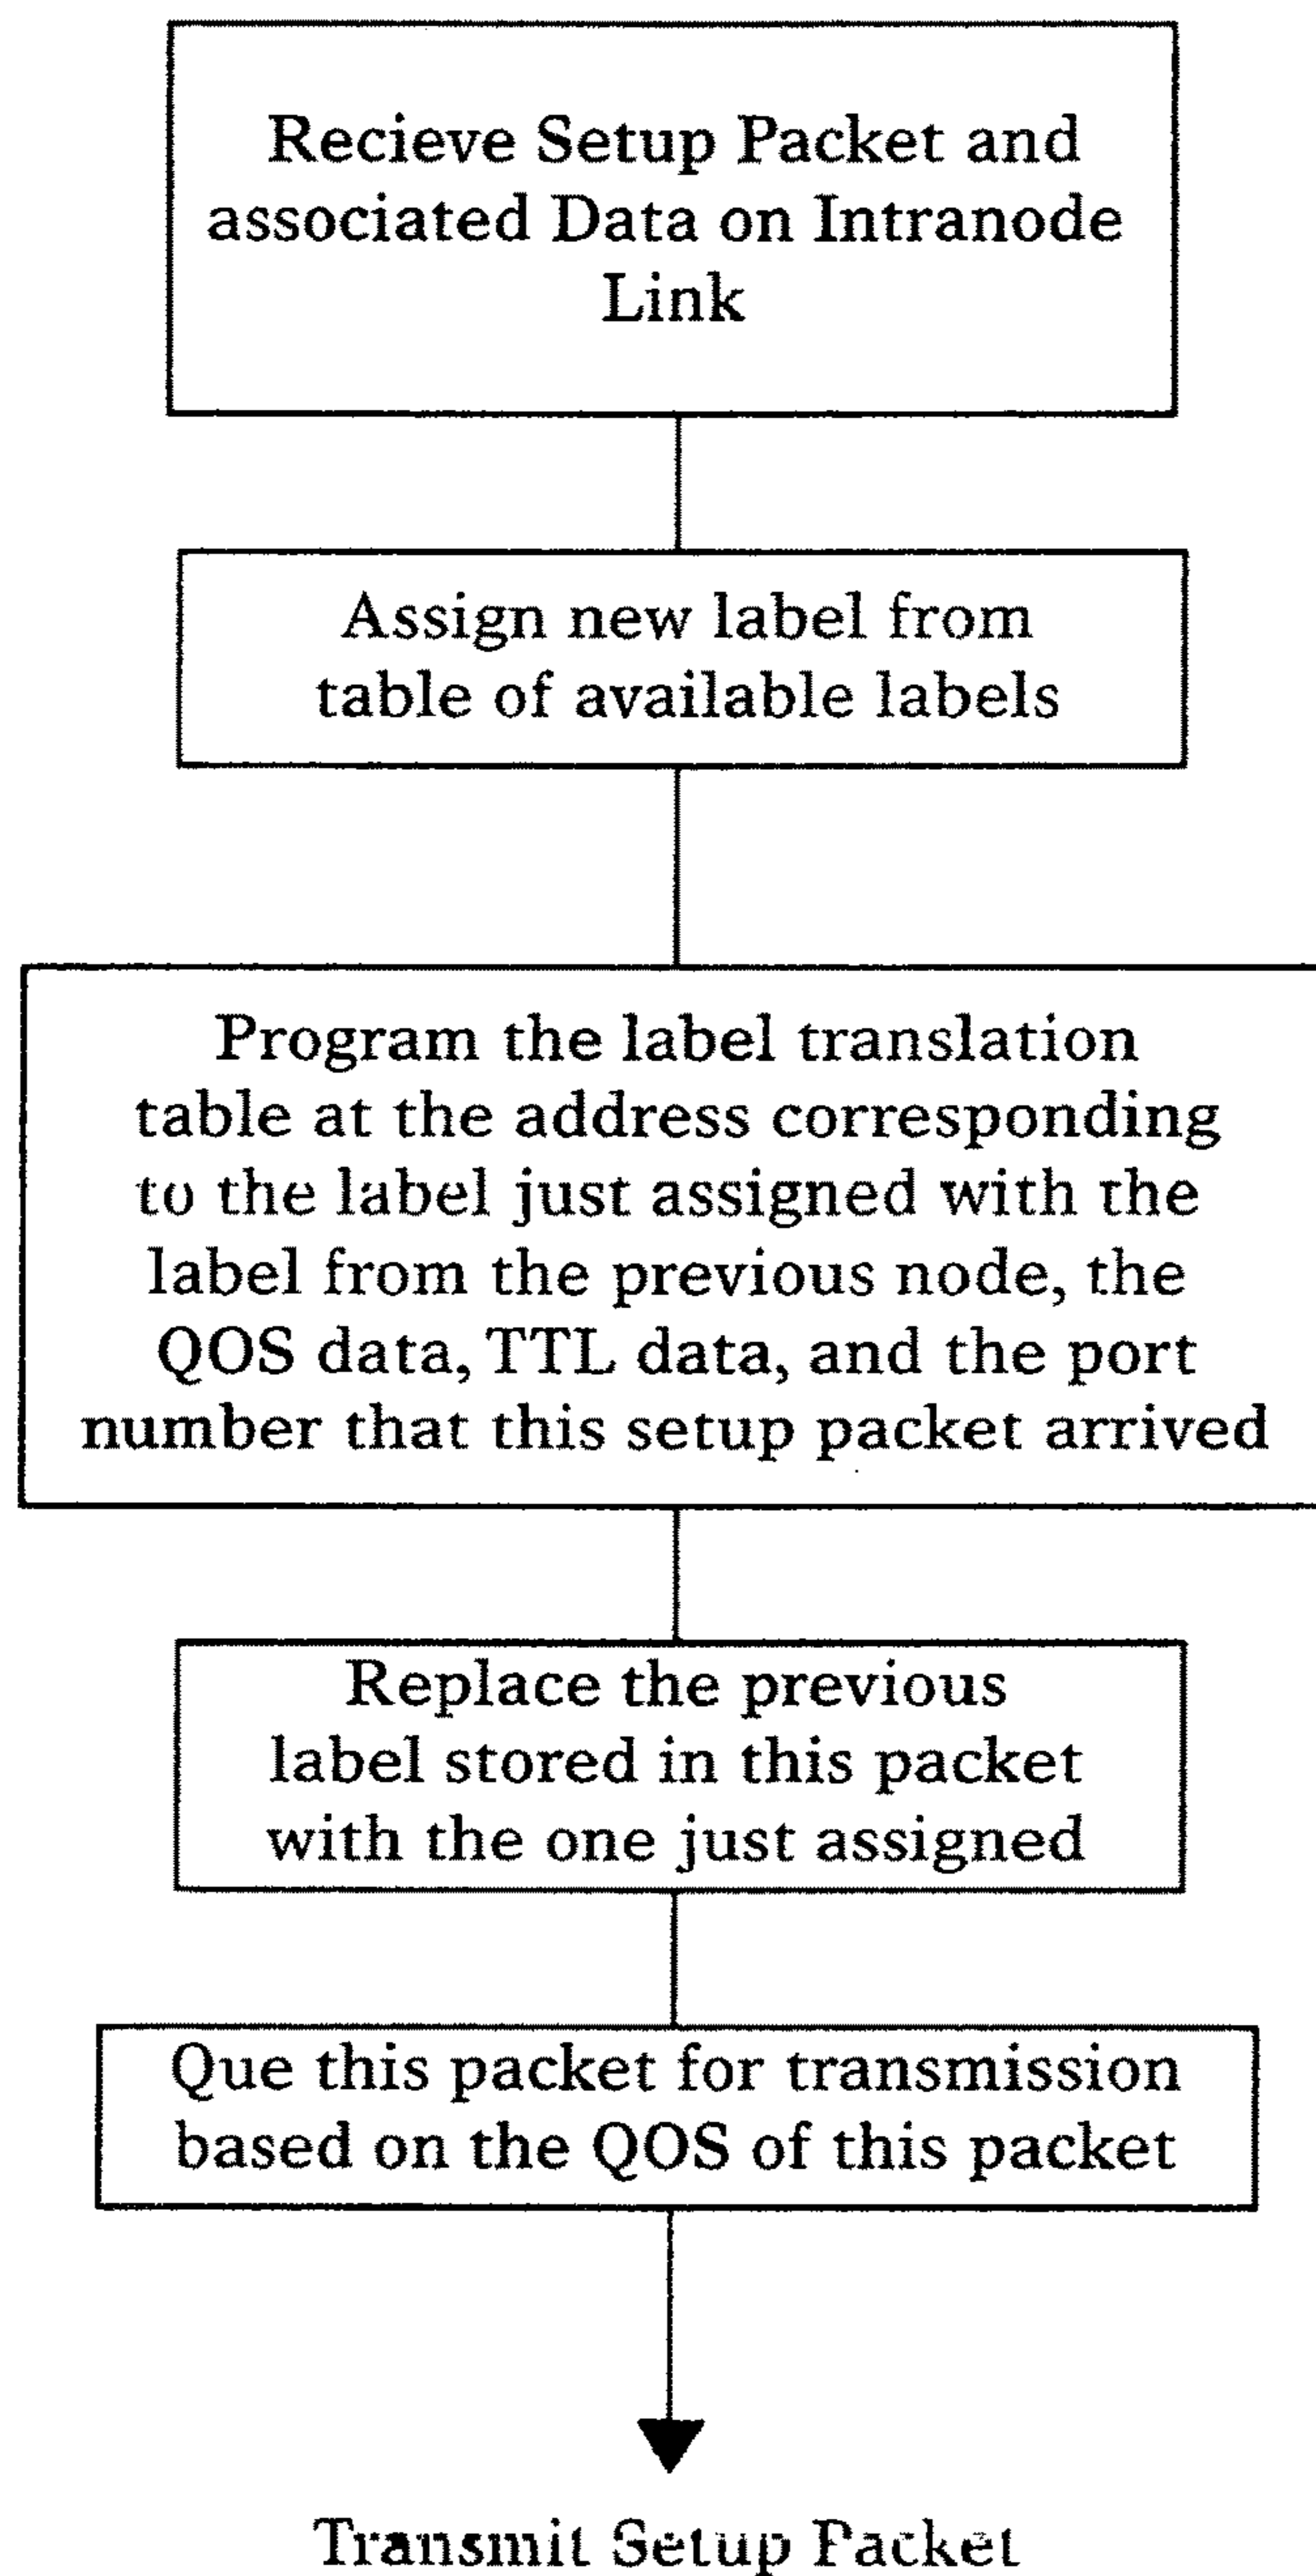 Recieve Setup Packet and
associated Data on Intranode
Link
Assign new label from
table of available labels
Program the label translation
table at the address corresponding
to the label just assigned with the
label from the previous node, the
QOS data, TTL data, and the port
number that this setup packet arrived
Replace the previous
label stored in this packet
with the one just assigned
Que this packet for transmission
based on the QOS of this packet
Transmit Setup Packet